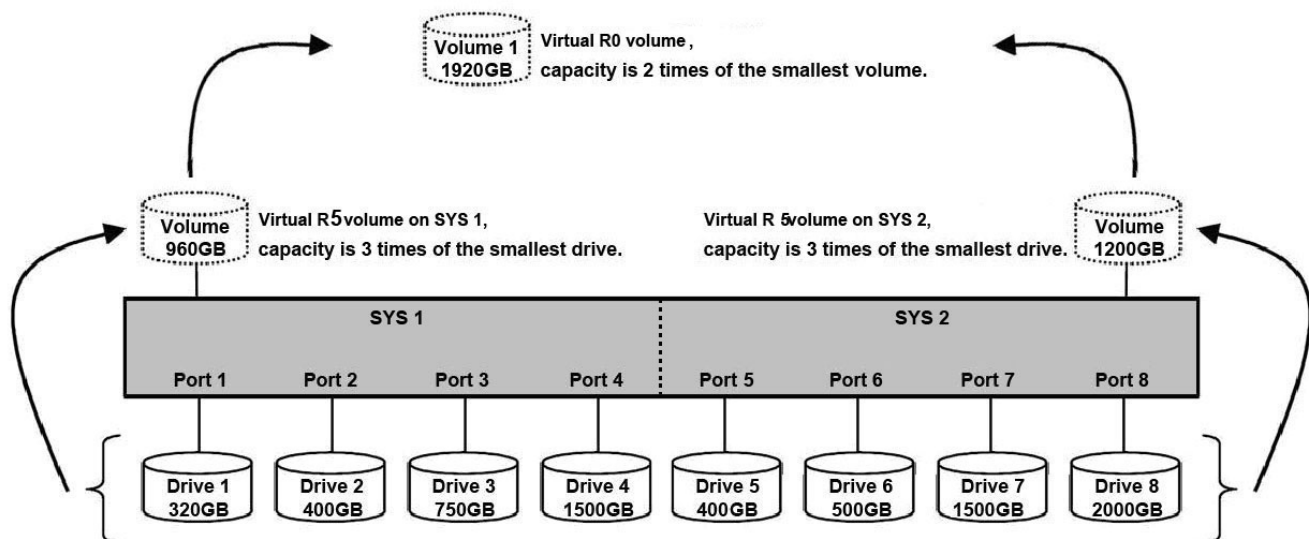 Volume 1
1920GB
Virtual R0 volume ,
capacity is 2 times of the smallest volume.
Volume
960GB
Virtual R5 volume on SYS 1,
capacity is 3 times of the smallest drive.
Virtual R 5volume on SYS 2,
capacity is 3 times of the smallest drive.
Volume
1200GB
SYS 1
SYS 2
Port 1
Port 2
Port 3
Port 4
Port 5
Port 6
Port 7
Port 8
Drive 1
320GB
Drive 2
400GB
Drive 3
750GB
Drive 4
1500GB
Drive 5
400GB
Drive 6
500GB
Drive 7
1500GB
Drive 8
2000GB